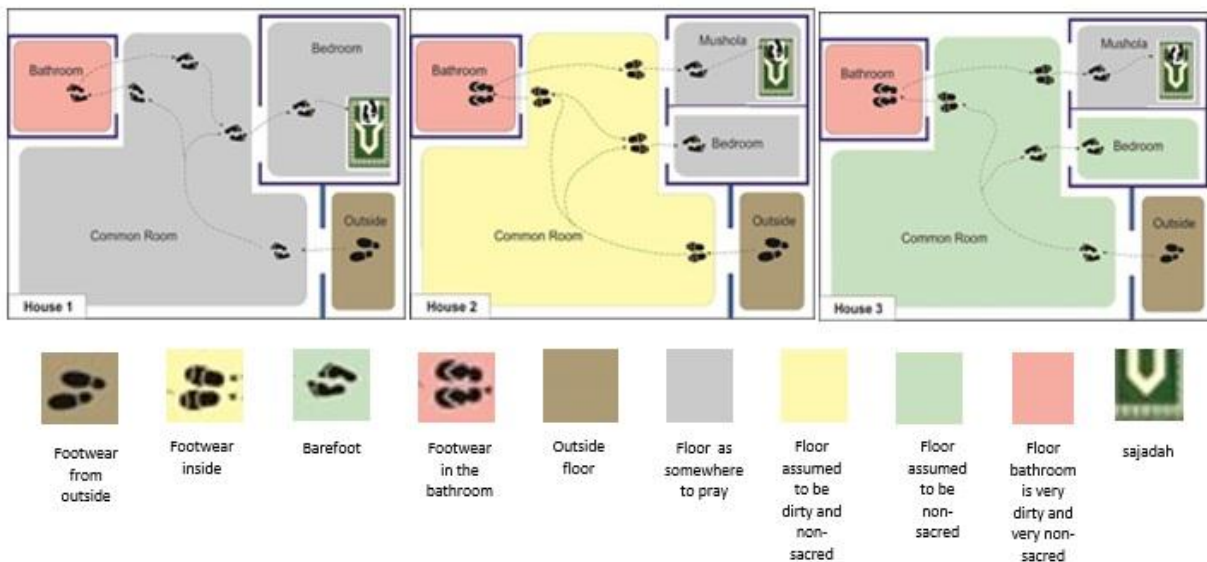 Bathroom
Bedroom
Common Room
Outside
House 1
Bathroom
Mushola
Bedroom
Common Room
Outside
House 2
Bathroom
Mushola
Bedroom
Common Room
Outside
House 3
Footwear
from
outside
Footwear
inside
Barefoot
Footwear
in the
bathroom
Outside
floor
Floor as
somewhere
to pray
Floor
assumed
to be
dirty and
non-
sacred
Floor
assumed
to be
non-
sacred
Floor
bathroom
is very
dirty and
very non-
sacred
sajadah